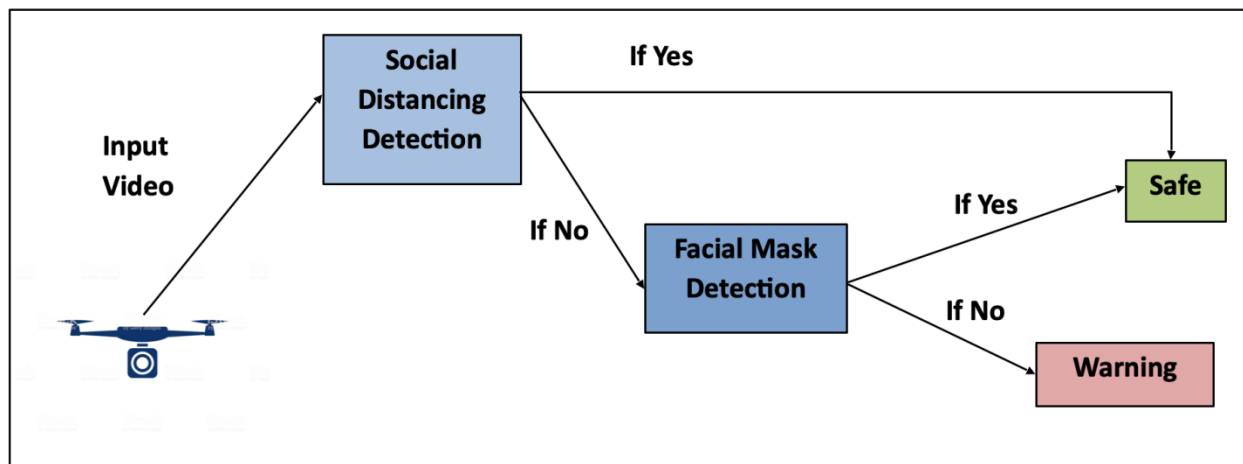 Social
Distancing
Detection
If Yes
Input
Video
Safe
If Yes
If No
Facial Mask
Detection
If No
Warning